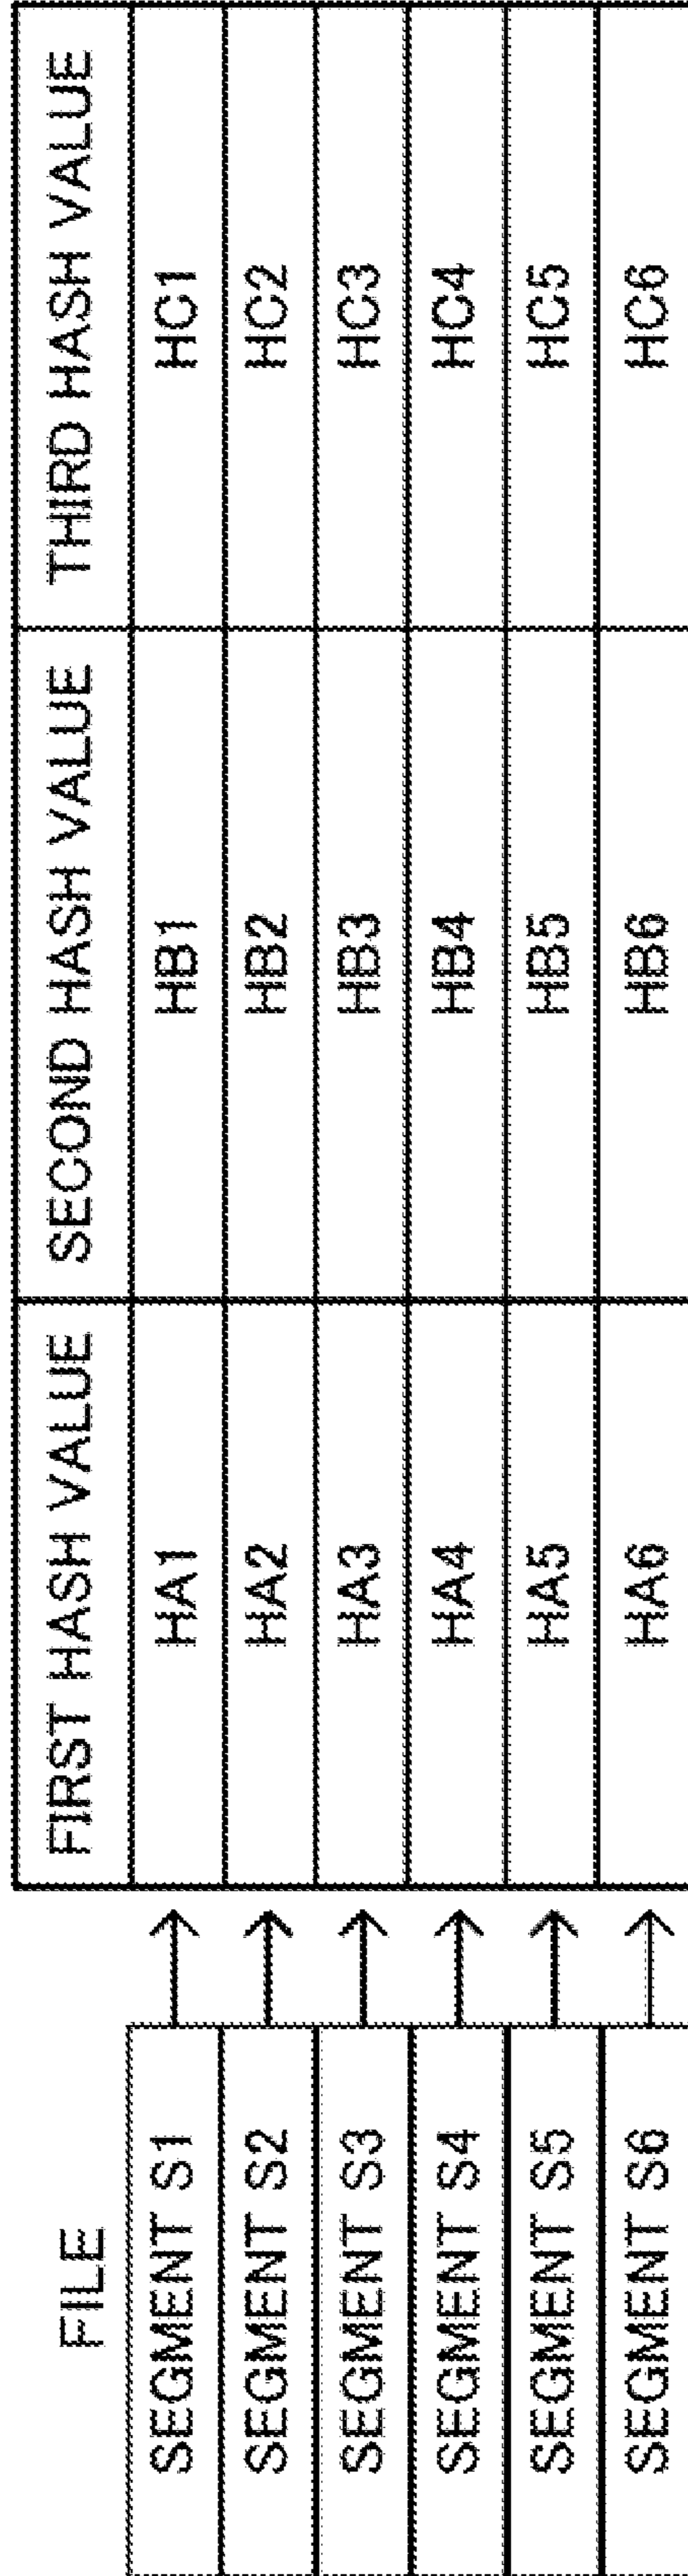 FILE
FIRST HASH VALUE SECOND HASH VALUE THIRD HASH VALUE
SEGMENT S1 HA1 HB1 HC1
SEGMENT S2 HA2 HB2 HC2
SEGMENT S3 HA3 HB3 HC3
SEGMENT S4 HA4 HB4 HC4
SEGMENT S5 HA5 HB5 HC5
SEGMENT S6 HA6 HB6 HC6